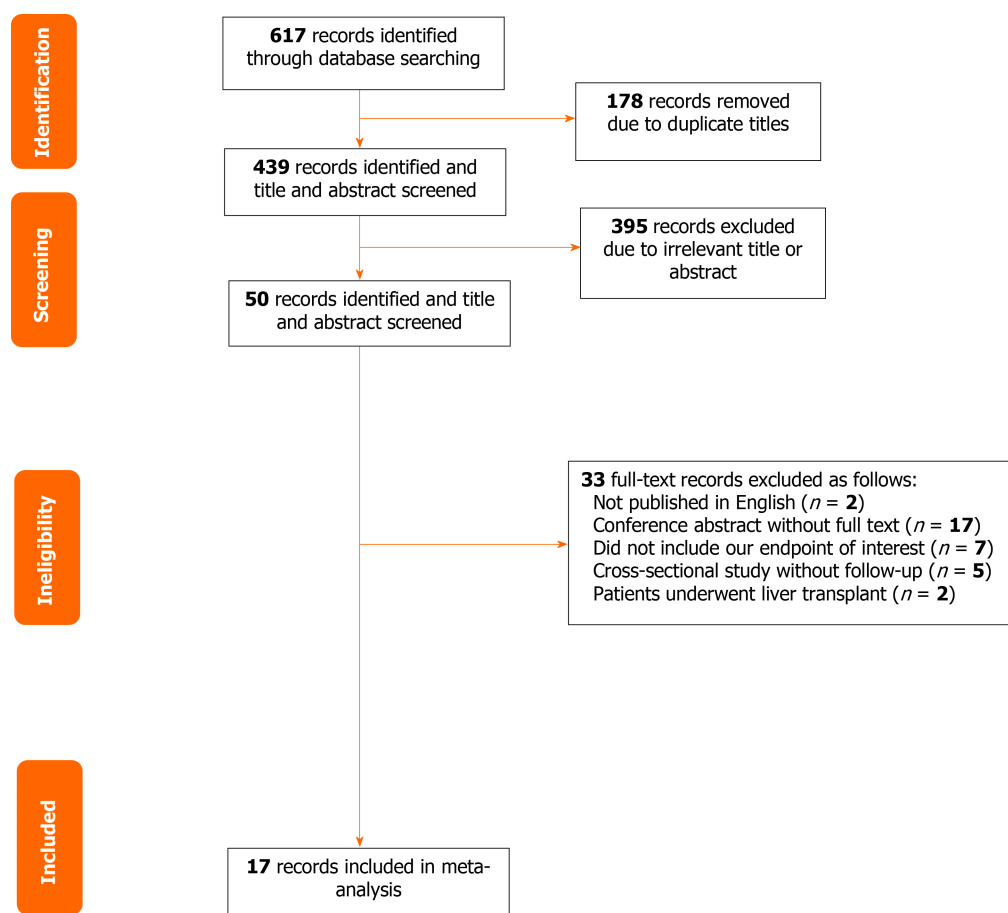 Identification
617 records identified
through database searching
178 records removed
due to duplicate titles
439 records identified and
title and abstract screened
Screening
395 records excluded
due to irrelevant title or
abstract
50 records identified and title
and abstract screened
Ineligibility
33 full-text records excluded as follows:
Not published in English (n = 2)
Conference abstract without full text (n = 17)
Did not include our endpoint of interest (n = 7)
Cross-sectional study without follow-up (n = 5)
Patients underwent liver transplant (n = 2)
Included
17 records included in meta-
analysis